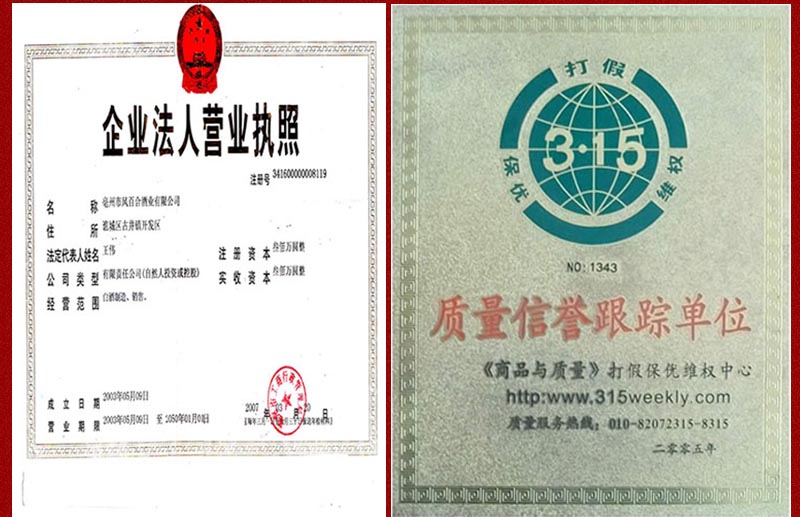 企业法人营业执照
注册号 341600000008119
名 称 亳州市凤百合酒业有限公司
住 所 谯城区古井镇开发区
法定代表人姓名 王伟
注 册 资 本 叁佰万圆整
公 司 类 型 有限责任公司(自然人投资或控股)
实 收 资 本 叁佰万圆整
经 营 范 围 白酒制造、销售。
成 立 日 期 2003年05月09日
营 业 期 限 2003年05月09日 至 2050年01月01日
2007 年 03 月
打假
保优
维权
3·15
NO: 1343
质量信誉跟踪单位
《商品与质量》打假保优维权中心
http:www.315weekly.com
质量服务热线: 010-82072315-8315
二零零五年